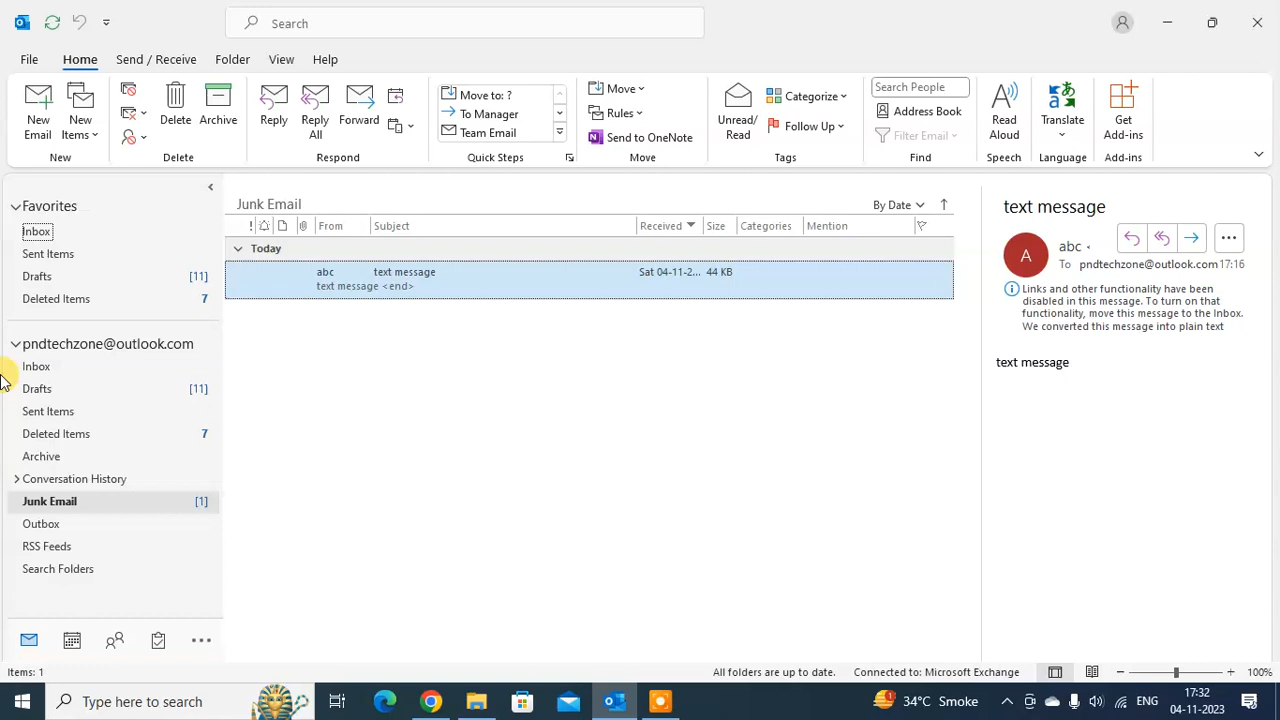 Search
File Home Send / Receive Folder View Help
New Email
New Items
Delete
Archive
Reply
Reply All
Forward
Move to: ?
To Manager
Team Email
Move
Rules
Send to OneNote
Unread/ Read
Categorize
Follow Up
Search People
Address Book
Filter Email
Read Aloud
Translate
Get Add-ins
New Delete Respond Quick Steps Move Tags Find Speech Language Add-ins
Favorites
Inbox
Sent Items
Drafts [11]
Deleted Items 7
pndtechzone@outlook.com
Inbox
Drafts [11]
Sent Items
Deleted Items 7
Archive
Conversation History
Junk Email [1]
Outbox
RSS Feeds
Search Folders
Items: 1
Junk Email By Date
! From Subject Received Size Categories Mention
Today
abc text message Sat 04-11-2... 44 KB
text message <end>
text message
A
abc
To pndtechzone@outlook.com 17:16
Links and other functionality have been
disabled in this message. To turn on that
functionality, move this message to the Inbox.
We converted this message into plain text
text message
All folders are up to date. Connected to: Microsoft Exchange 100%
Type here to search
1
34°C Smoke
ENG
17:32
04-11-2023